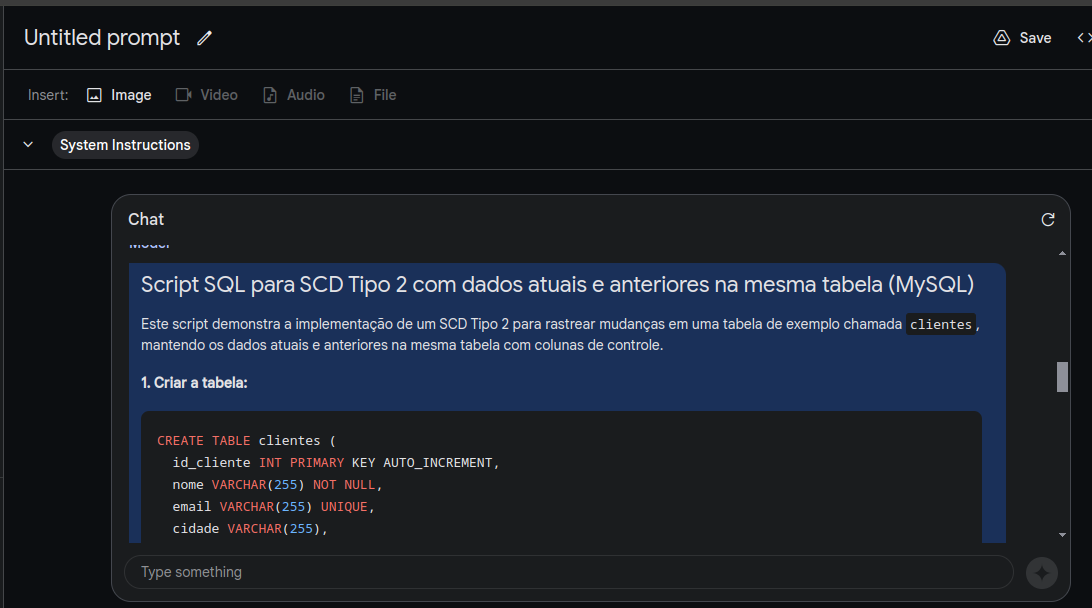 Untitled prompt
Save
Insert:
Image
Video
Audio
File
System Instructions
Chat
Model
Script SQL para SCD Tipo 2 com dados atuais e anteriores na mesma tabela (MySQL)
Este script demonstra a implementação de um SCD Tipo 2 para rastrear mudanças em uma tabela de exemplo chamada clientes,
mantendo os dados atuais e anteriores na mesma tabela com colunas de controle.
1. Criar a tabela:
CREATE TABLE clientes (
id_cliente INT PRIMARY KEY AUTO_INCREMENT,
nome VARCHAR(255) NOT NULL,
email VARCHAR(255) UNIQUE,
cidade VARCHAR(255),
Type something